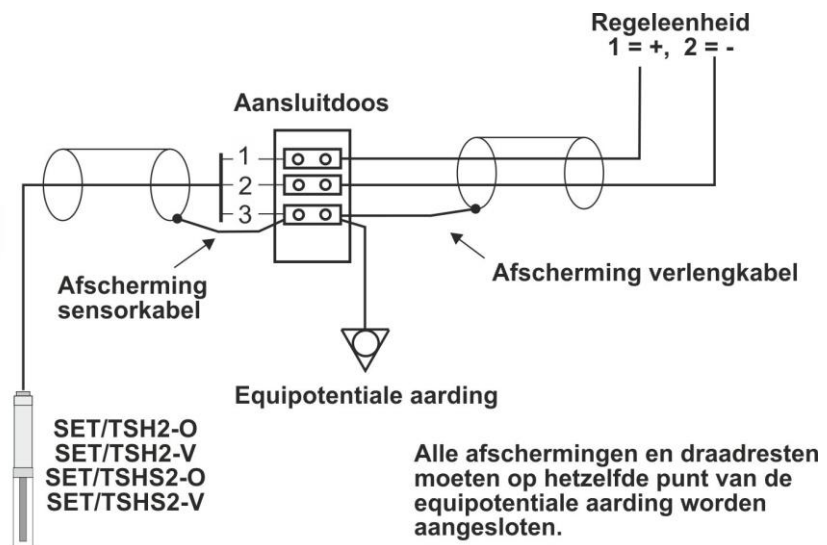 Regeleenheid
1 = +, 2 = -
Aansluitdoos
1
2
3
Afscherming
sensorkabel
Afscherming verlengkabel
Equipotentiale aarding
SET/TSH2-O
SET/TSH2-V
SET/TSHS2-O
SET/TSHS2-V
Alle afschermingen en draadresten
moeten op hetzelfde punt van de
equipotentiale aarding worden
aangesloten.